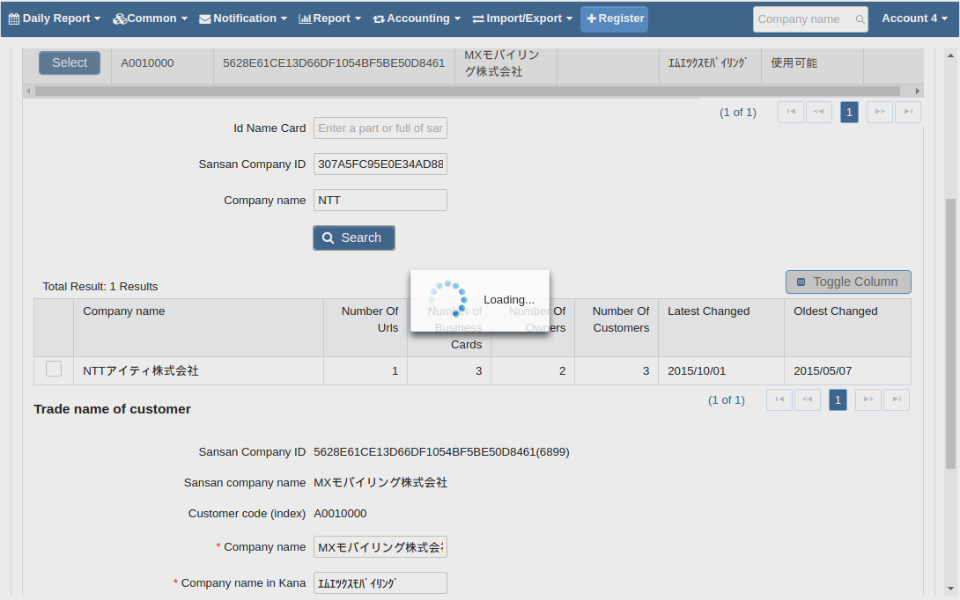 Daily Report Common Notification Report Accounting Import/Export Register Company name Account 4
Select A0010000 5628E61CE13D66DF1054BF5BE50D8461 MXモバイリン ｴﾑｴﾂｸｽﾓﾊﾞｲﾘﾝｸﾞ 使用可能
グ株式会社
(1 of 1) 1
Id Name Card Enter a part or full of sar
Sansan Company ID 307A5FC95E0E34AD88
Company name NTT
Search
Total Result: 1 Results Toggle Column
Loading...
Company name Number Of Number of Number Of Number Of Latest Changed Oldest Changed
Urls Business Owners Customers
Cards
NTTアイティ株式会社 1 3 2 3 2015/10/01 2015/05/07
(1 of 1) 1
Trade name of customer
Sansan Company ID 5628E61CE13D66DF1054BF5BE50D8461(6899)
Sansan company name MXモバイリング株式会社
Customer code (index) A0010000
* Company name MXモバイリング株式会社
* Company name in Kana ｴﾑｴﾂｸｽﾓﾊﾞｲﾘﾝｸﾞ